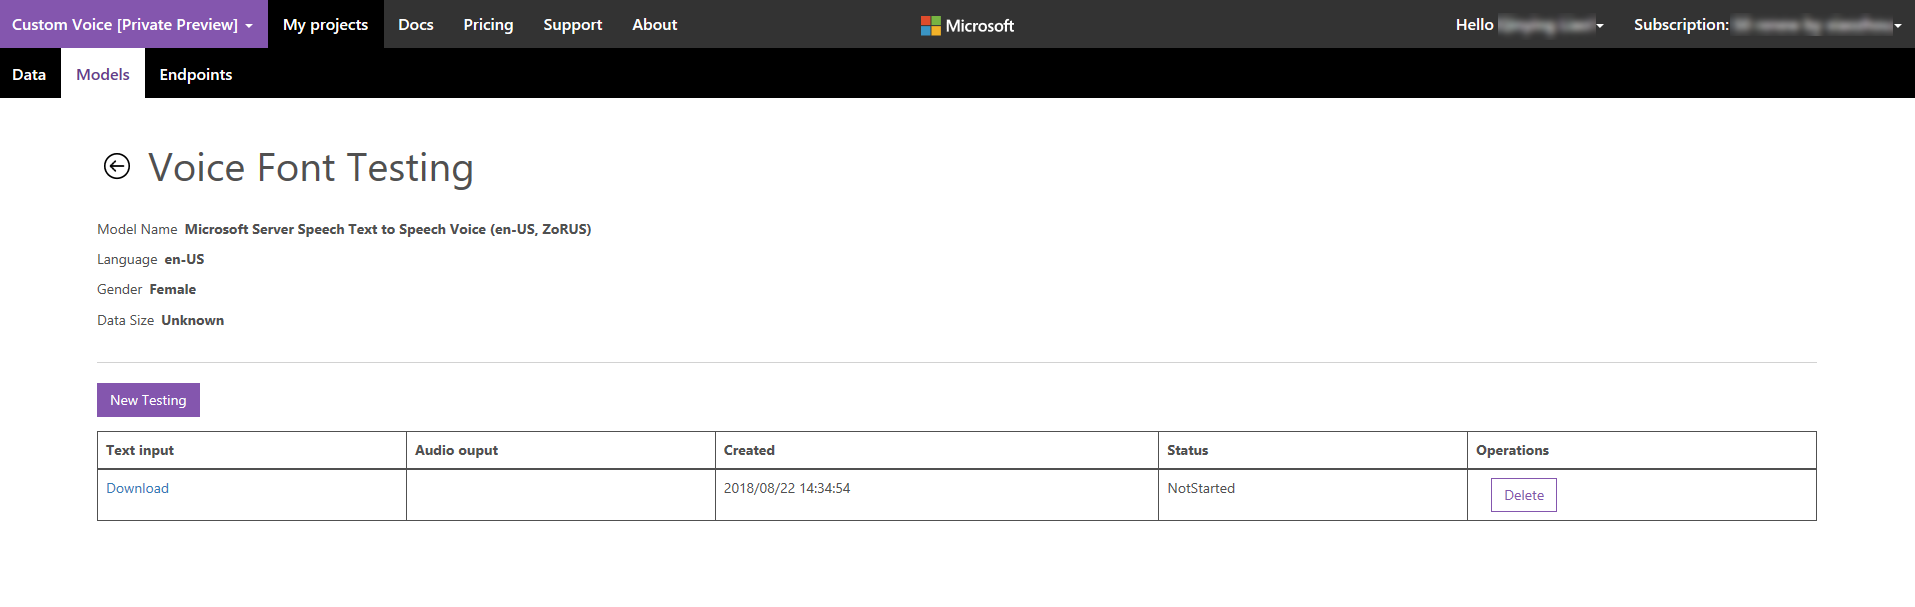 Custom Voice [Private Preview] My projects Docs Pricing Support About Microsoft Hello Subscription:
Data Models Endpoints
Voice Font Testing
Model Name Microsoft Server Speech Text to Speech Voice (en-US, ZoRUS)
Language en-US
Gender Female
Data Size Unknown
New Testing
Text input Audio ouput Created Status Operations
Download 2018/08/22 14:34:54 NotStarted Delete